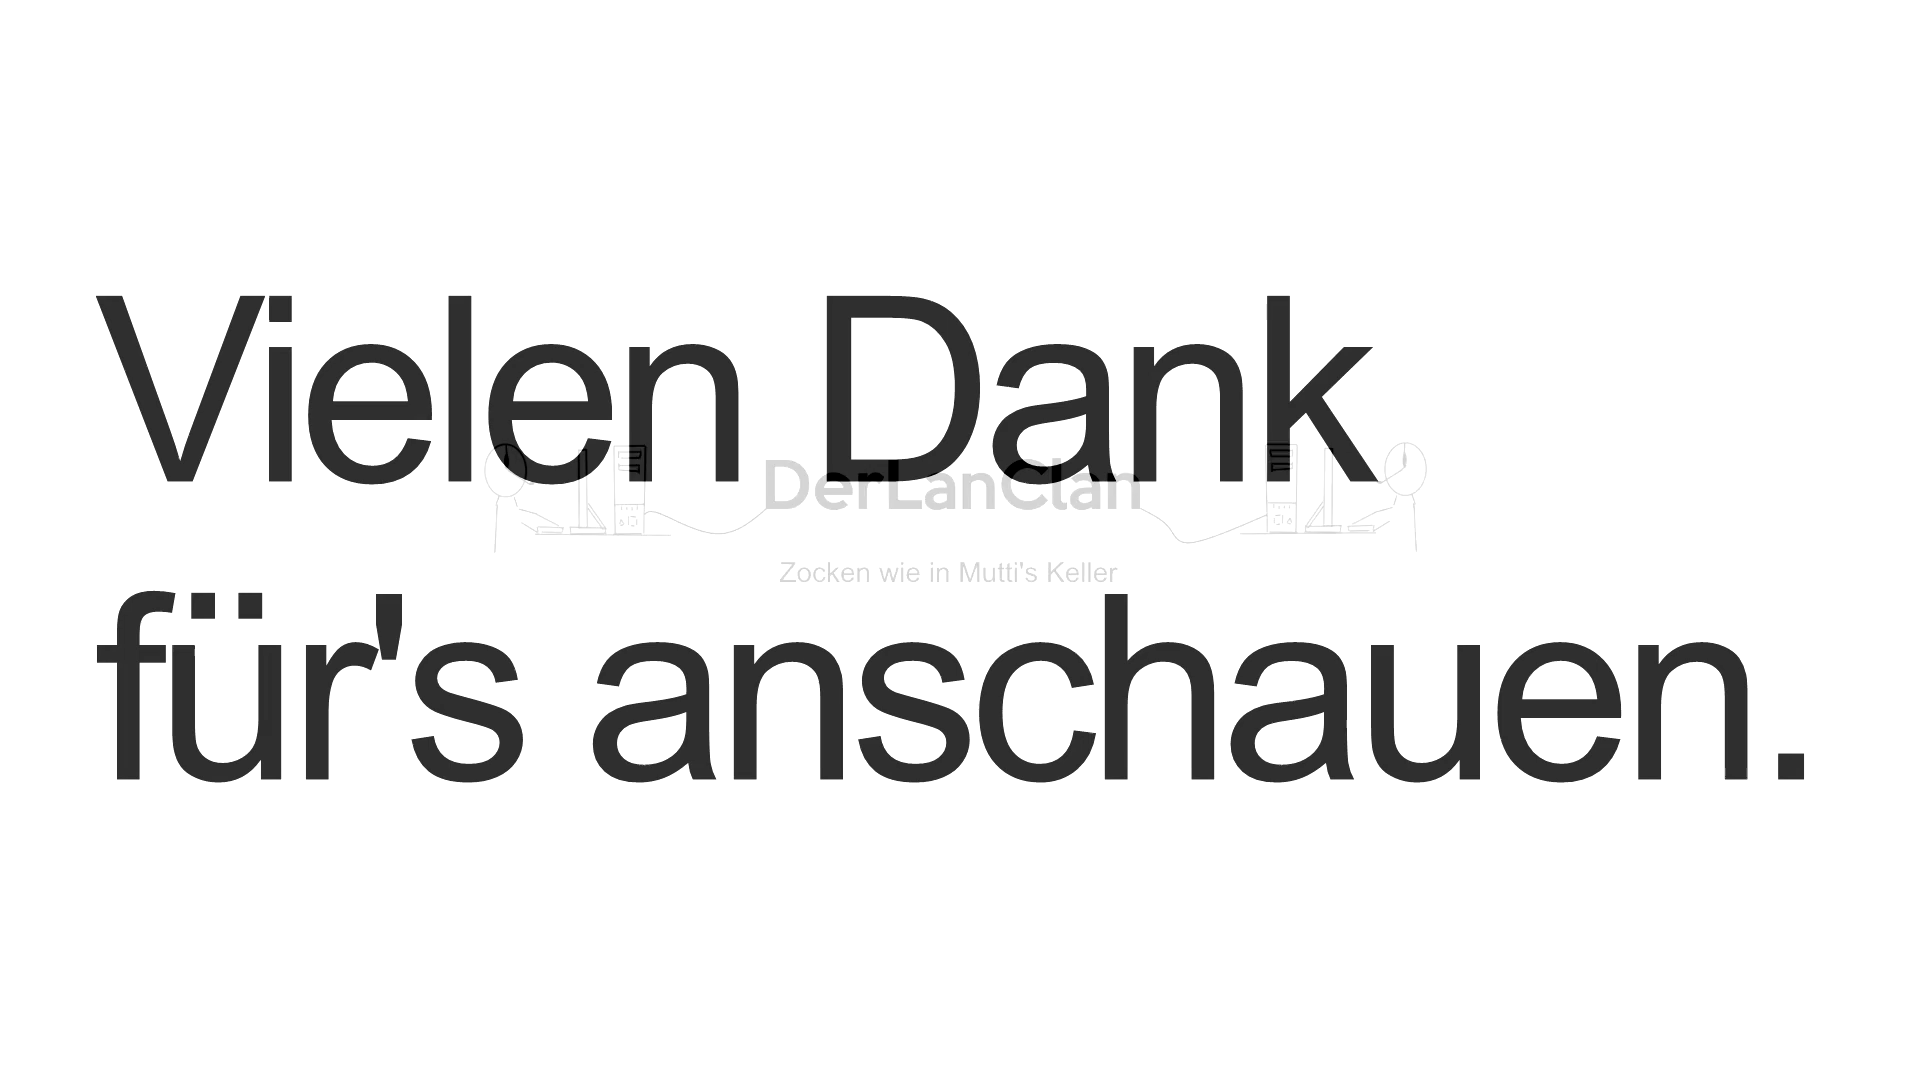 Vielen Dank
DerLanClan
Zocken wie in Mutti's Keller
für's anschauen.